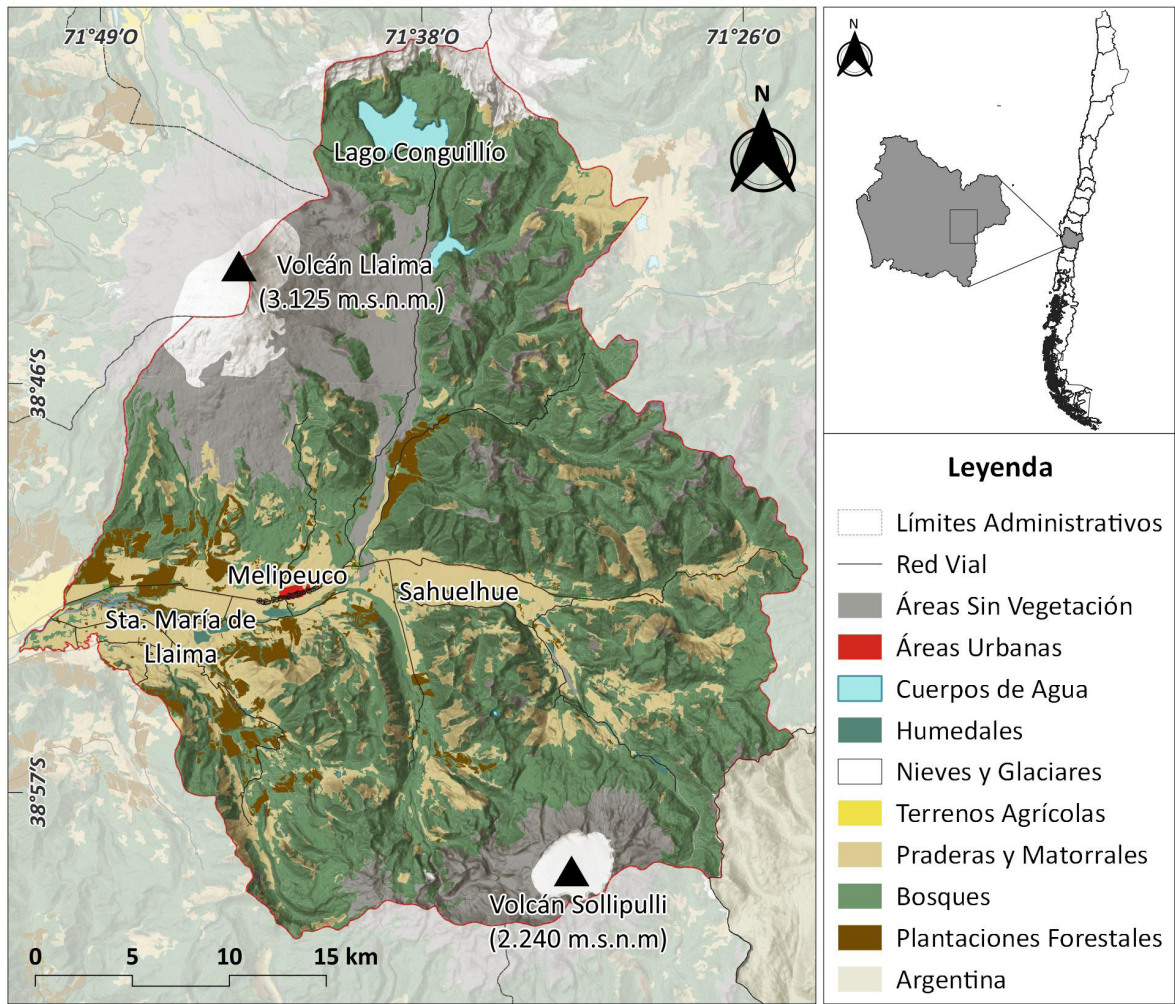 71°49'O
71°38'O
71°26'O
N
Lago Conguillío
Volcán Llaima
(3.125 m.s.n.m.)
38°46'S
Melipeuco
Sahuelhue
Sta. María de
Llaima
38°57'S
Volcán Sollipulli
(2.240 m.s.n.m)
0 5 10 15 km
N
Leyenda
Límites Administrativos
Red Vial
Áreas Sin Vegetación
Áreas Urbanas
Cuerpos de Agua
Humedales
Nieves y Glaciares
Terrenos Agrícolas
Praderas y Matorrales
Bosques
Plantaciones Forestales
Argentina